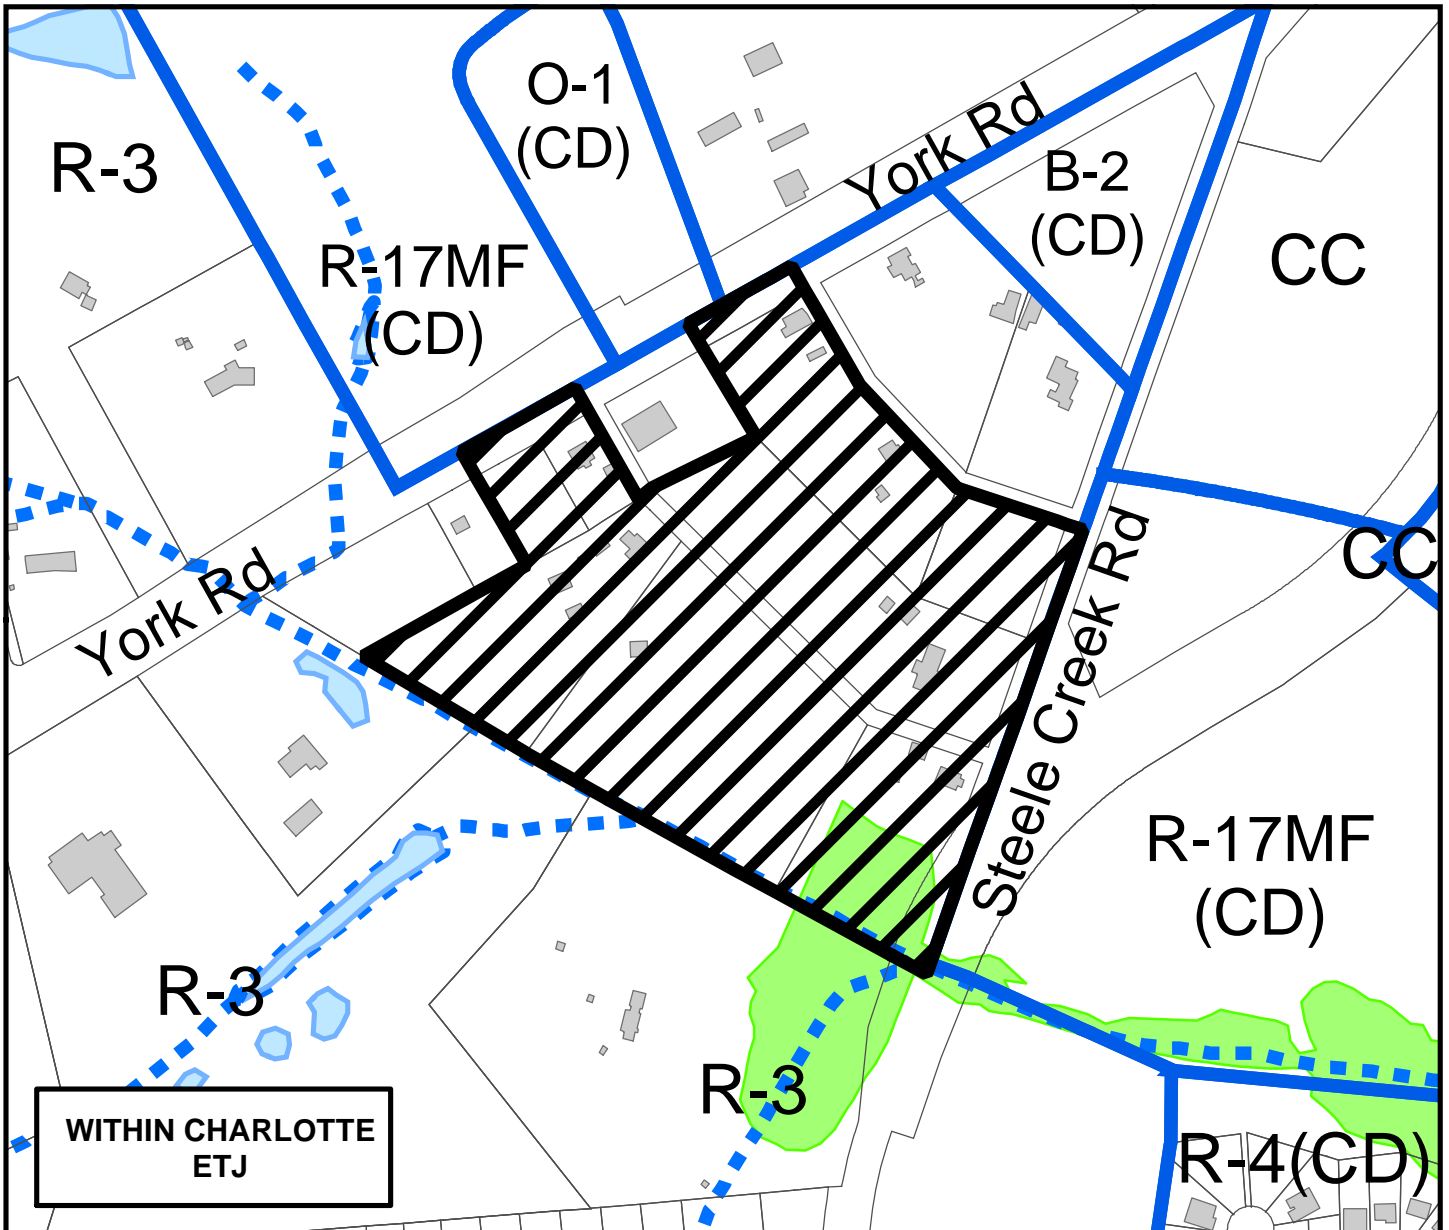 O-1
(CD)
York Rd
R-3
B-2
(CD)
CC
R-17MF
(CD)
CC
York Rd
Steele Creek Rd
R-17MF
(CD)
R-3
R-3
WITHIN CHARLOTTE
ETJ
R-4(CD)